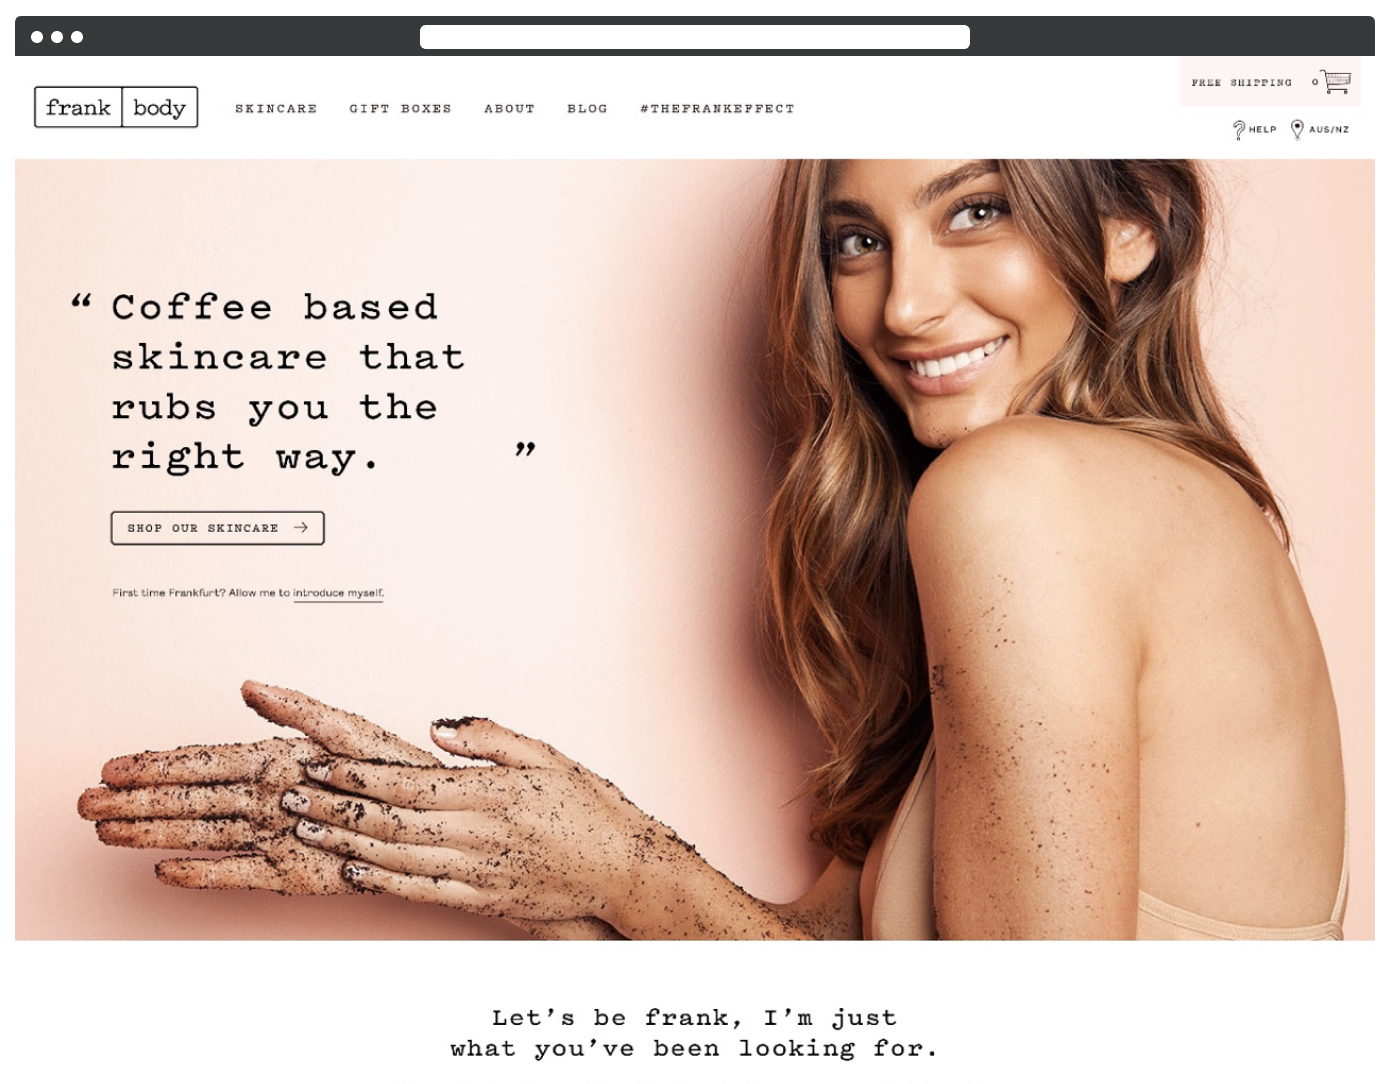 FREE SHIPPING 0
frank body
SKINCARE GIFT BOXES ABOUT BLOG #THEFRANKEFFECT
HELP AUS/NZ
“ Coffee based
skincare that
rubs you the
right way. ”
SHOP OUR SKINCARE →
First time Frankfurt? Allow me to introduce myself.
Let’s be frank, I’m just
what you’ve been looking for.